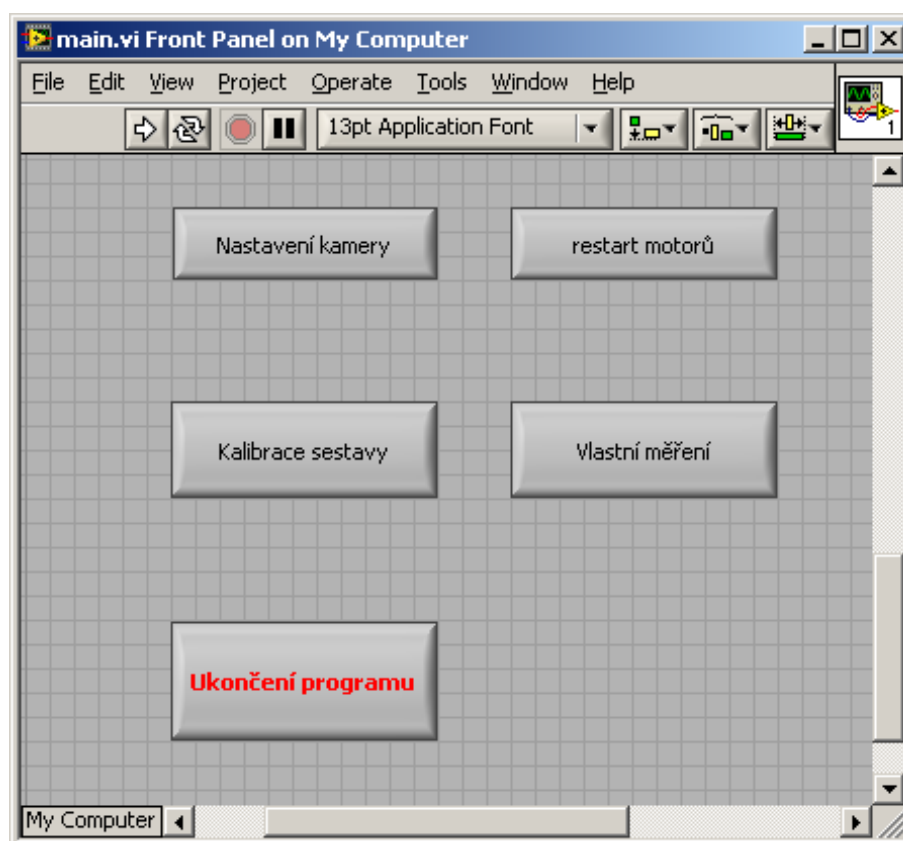 main.vi Front Panel on My Computer
File Edit View Project Operate Tools Window Help
13pt Application Font
1
Nastavení kamery restart motorů
Kalibrace sestavy Vlastní měření
Ukončení programu
My Computer